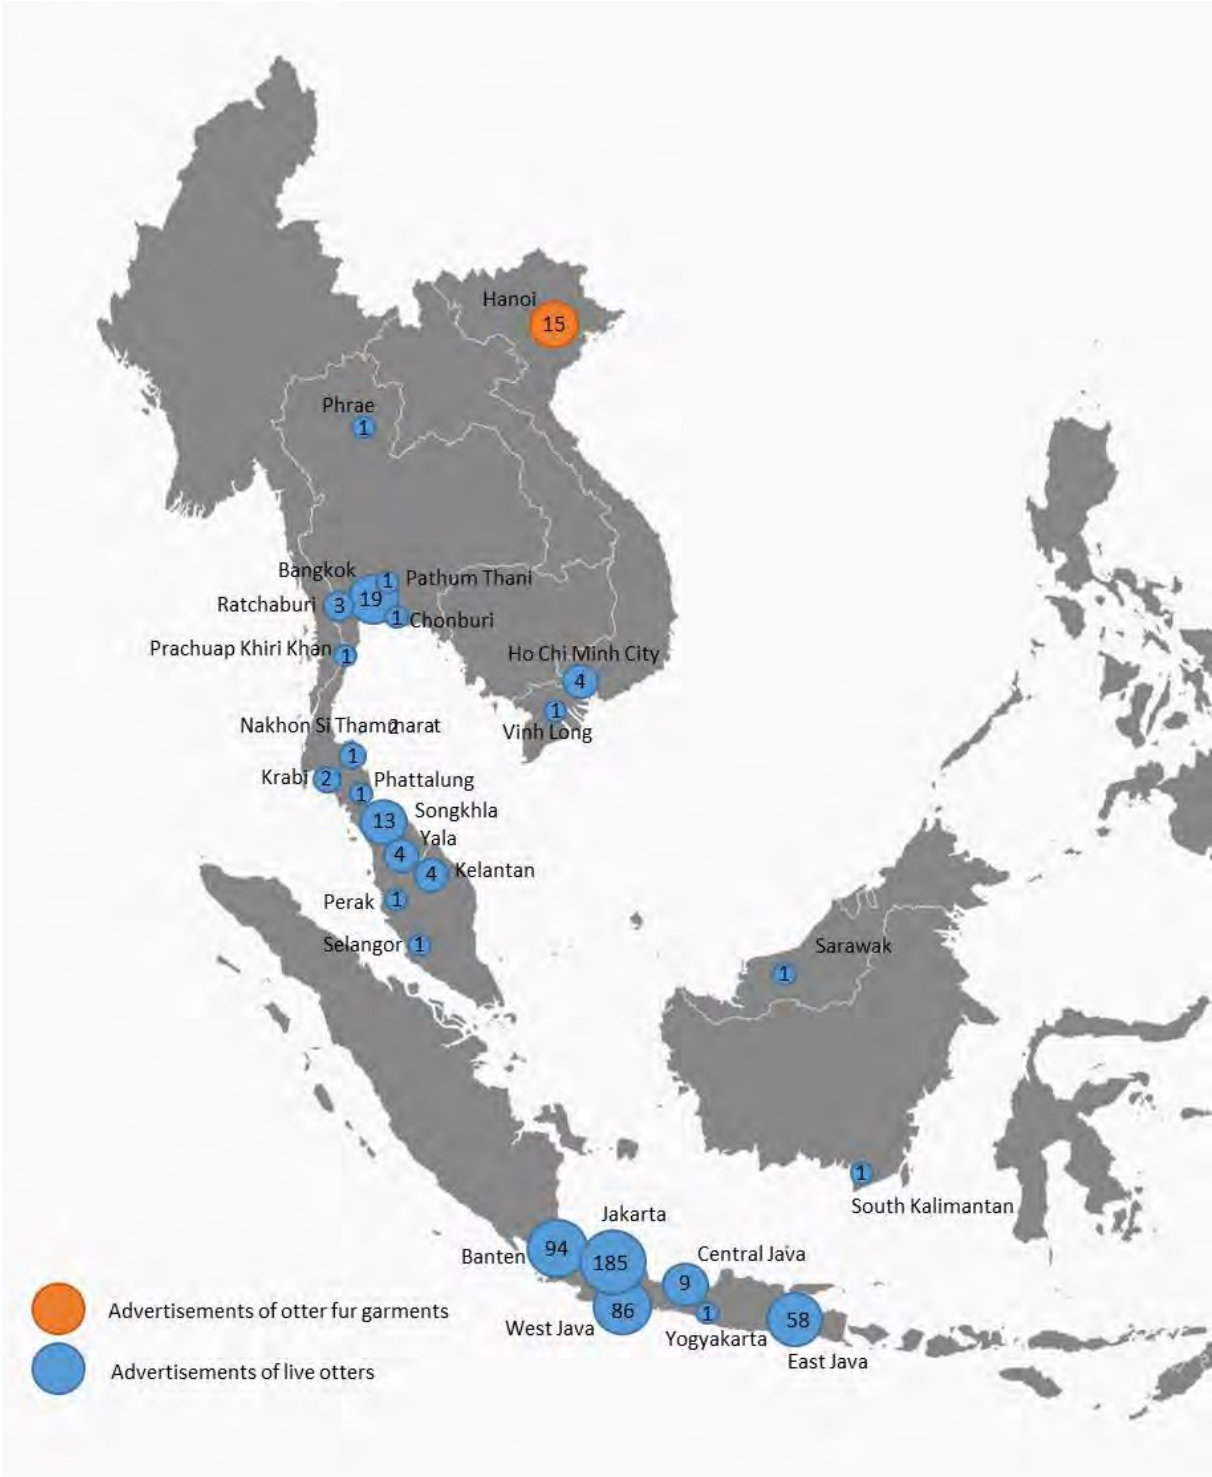 Hanoi
15
Phrae
1
Bangkok
1
Pathum Thani
Ratchaburi
3
19
1
Chonburi
Prachuap Khiri Khan
1
Ho Chi Minh City
4
1
Vinh Long
Nakhon Si Thammarat
2
1
Krabi
2
Phattalung
1
Songkhla
13
Yala
4
4
Kelantan
Perak
1
Selangor
1
Sarawak
1
1
South Kalimantan
Jakarta
Banten
94
185
Central Java
9
86
1
58
West Java
Yogyakarta
East Java
Advertisements of otter fur garments
Advertisements of live otters